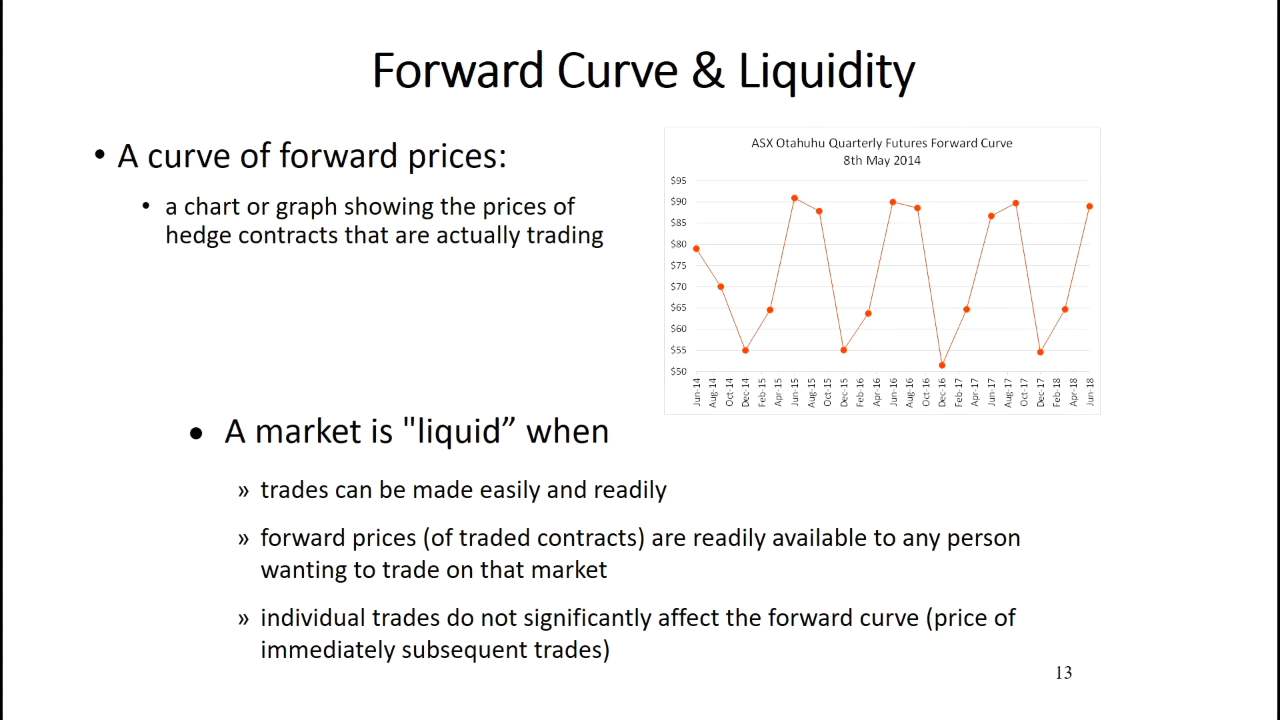 Forward Curve & Liquidity
• A curve of forward prices:
• a chart or graph showing the prices of
hedge contracts that are actually trading
ASX Otahuhu Quarterly Futures Forward Curve
8th May 2014
$95
$90
$85
$80
$75
$70
$65
$60
$55
$50
Jun-14
Aug-14
Oct-14
Dec-14
Feb-15
Apr-15
Jun-15
Aug-15
Oct-15
Dec-15
Feb-16
Apr-16
Jun-16
Aug-16
Oct-16
Dec-16
Feb-17
Apr-17
Jun-17
Aug-17
Oct-17
Dec-17
Feb-18
Apr-18
Jun-18
• A market is "liquid” when
» trades can be made easily and readily
» forward prices (of traded contracts) are readily available to any person
wanting to trade on that market
» individual trades do not significantly affect the forward curve (price of
immediately subsequent trades)
13